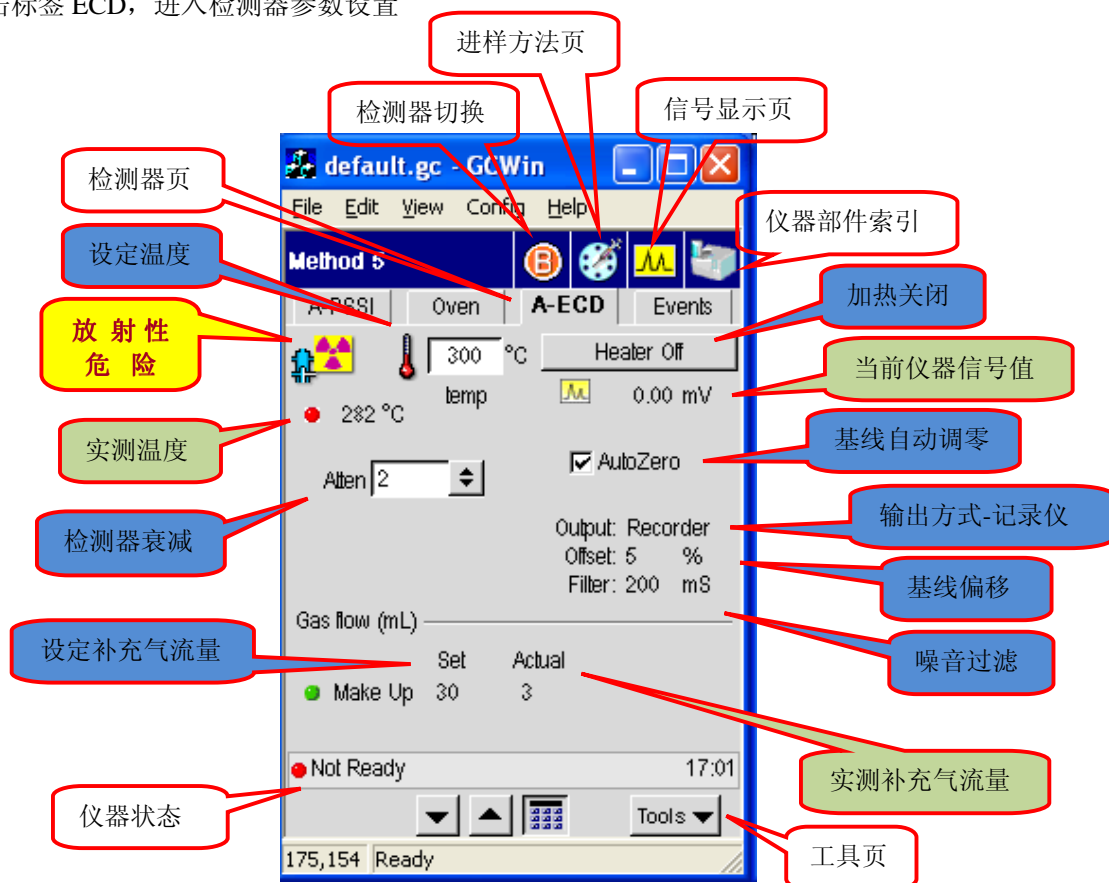 击标签 ECD，进入检测器参数设置
进样方法页
检测器切换
信号显示页
检测器页
default.gc - GCWin
File Edit View Config Help
仪器部件索引
设定温度
Method 5
B
加热关闭
A-PSSI Oven A-ECD Events
放 射 性
危 险
300 °C
Heater Off
当前仪器信号值
temp
0.00 mV
282 °C
实测温度
AutoZero
基线自动调零
Atten 2
检测器衰减
Output: Recorder
输出方式-记录仪
Offset: 5 %
Filter: 200 mS
基线偏移
Gas flow (mL)
设定补充气流量
噪音过滤
Set Actual
Make Up 30 3
Not Ready 17:01
实测补充气流量
仪器状态
Tools
工具页
175,154 Ready